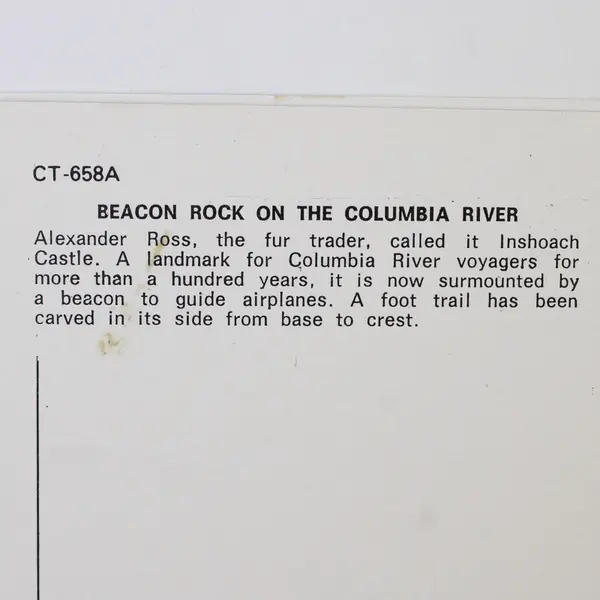 CT-658A
BEACON ROCK ON THE COLUMBIA RIVER
Alexander Ross, the fur trader, called it Inshoach
Castle. A landmark for Columbia River voyagers for
more than a hundred years, it is now surmounted by
a beacon to guide airplanes. A foot trail has been
carved in its side from base to crest.